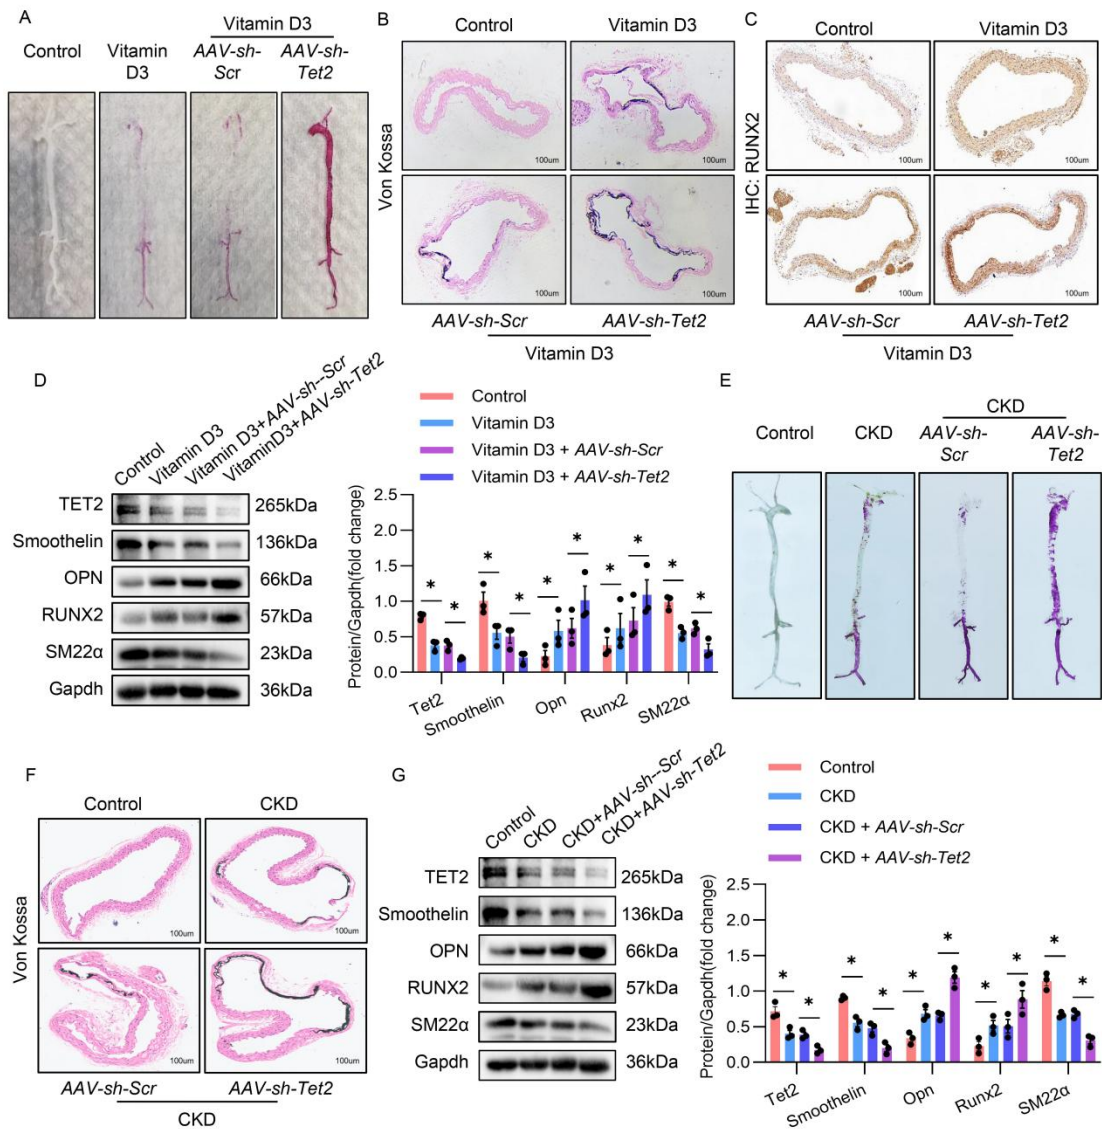 A
Control
Vitamin
D3
Vitamin D3
AAV-sh-
Scr
AAV-sh-
Tet2
B
Control
Vitamin D3
Von Kossa
100um
100um
100um
100um
AAV-sh-Scr
AAV-sh-Tet2
Vitamin D3
C
Control
Vitamin D3
IHC: RUNX2
100um
100um
100um
100um
AAV-sh-Scr
AAV-sh-Tet2
Vitamin D3
D
Control
Vitamin D3
Vitamin D3+AAV-sh--Scr
VitaminD3+AAV-sh-Tet2
TET2
265kDa
Smoothelin
136kDa
OPN
66kDa
RUNX2
57kDa
SM22α
23kDa
Gapdh
36kDa
Control
Vitamin D3
Vitamin D3 + AAV-sh-Scr
Vitamin D3 + AAV-sh-Tet2
Protein/Gapdh(fold change)
2.5
2.0
1.5
1.0
0.5
0.0
* * * * * * * * * *
Tet2
Smoothelin
Opn
Runx2
SM22α
E
Control
CKD
CKD
AAV-sh-
Scr
AAV-sh-
Tet2
F
Control
CKD
Von Kossa
100um
100um
100um
100um
AAV-sh-Scr
AAV-sh-Tet2
CKD
G
Control
CKD
CKD+AAV-sh--Scr
CKD+AAV-sh-Tet2
TET2
265kDa
Smoothelin
136kDa
OPN
66kDa
RUNX2
57kDa
SM22α
23kDa
Gapdh
36kDa
Control
CKD
CKD + AAV-sh-Scr
CKD + AAV-sh-Tet2
Protein/Gapdh(fold change)
2.5
2.0
1.5
1.0
0.5
0.0
* * * * * * * * * *
Tet2
Smoothelin
Opn
Runx2
SM22α